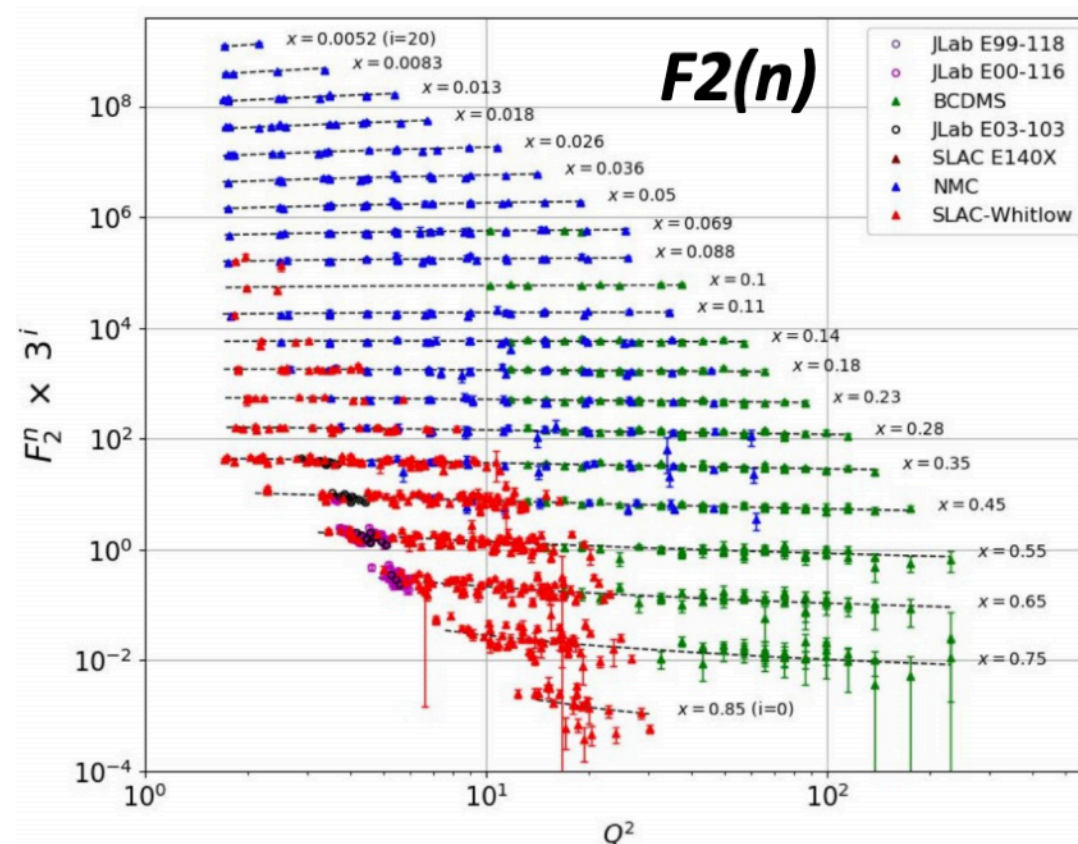 F2(n)
x = 0.0052 (i=20)
x = 0.0083
x = 0.013
x = 0.018
x = 0.026
x = 0.036
x = 0.05
x = 0.069
x = 0.088
x = 0.1
x = 0.11
x = 0.14
x = 0.18
x = 0.23
x = 0.28
x = 0.35
x = 0.45
x = 0.55
x = 0.65
x = 0.75
x = 0.85 (i=0)
JLab E99-118
JLab E00-116
BCDMS
JLab E03-103
SLAC E140X
NMC
SLAC-Whitlow
F₂ⁿ × 3ⁱ
10⁸
10⁶
10⁴
10²
10⁰
10⁻²
10⁻⁴
10⁰ 10¹ 10²
Q²